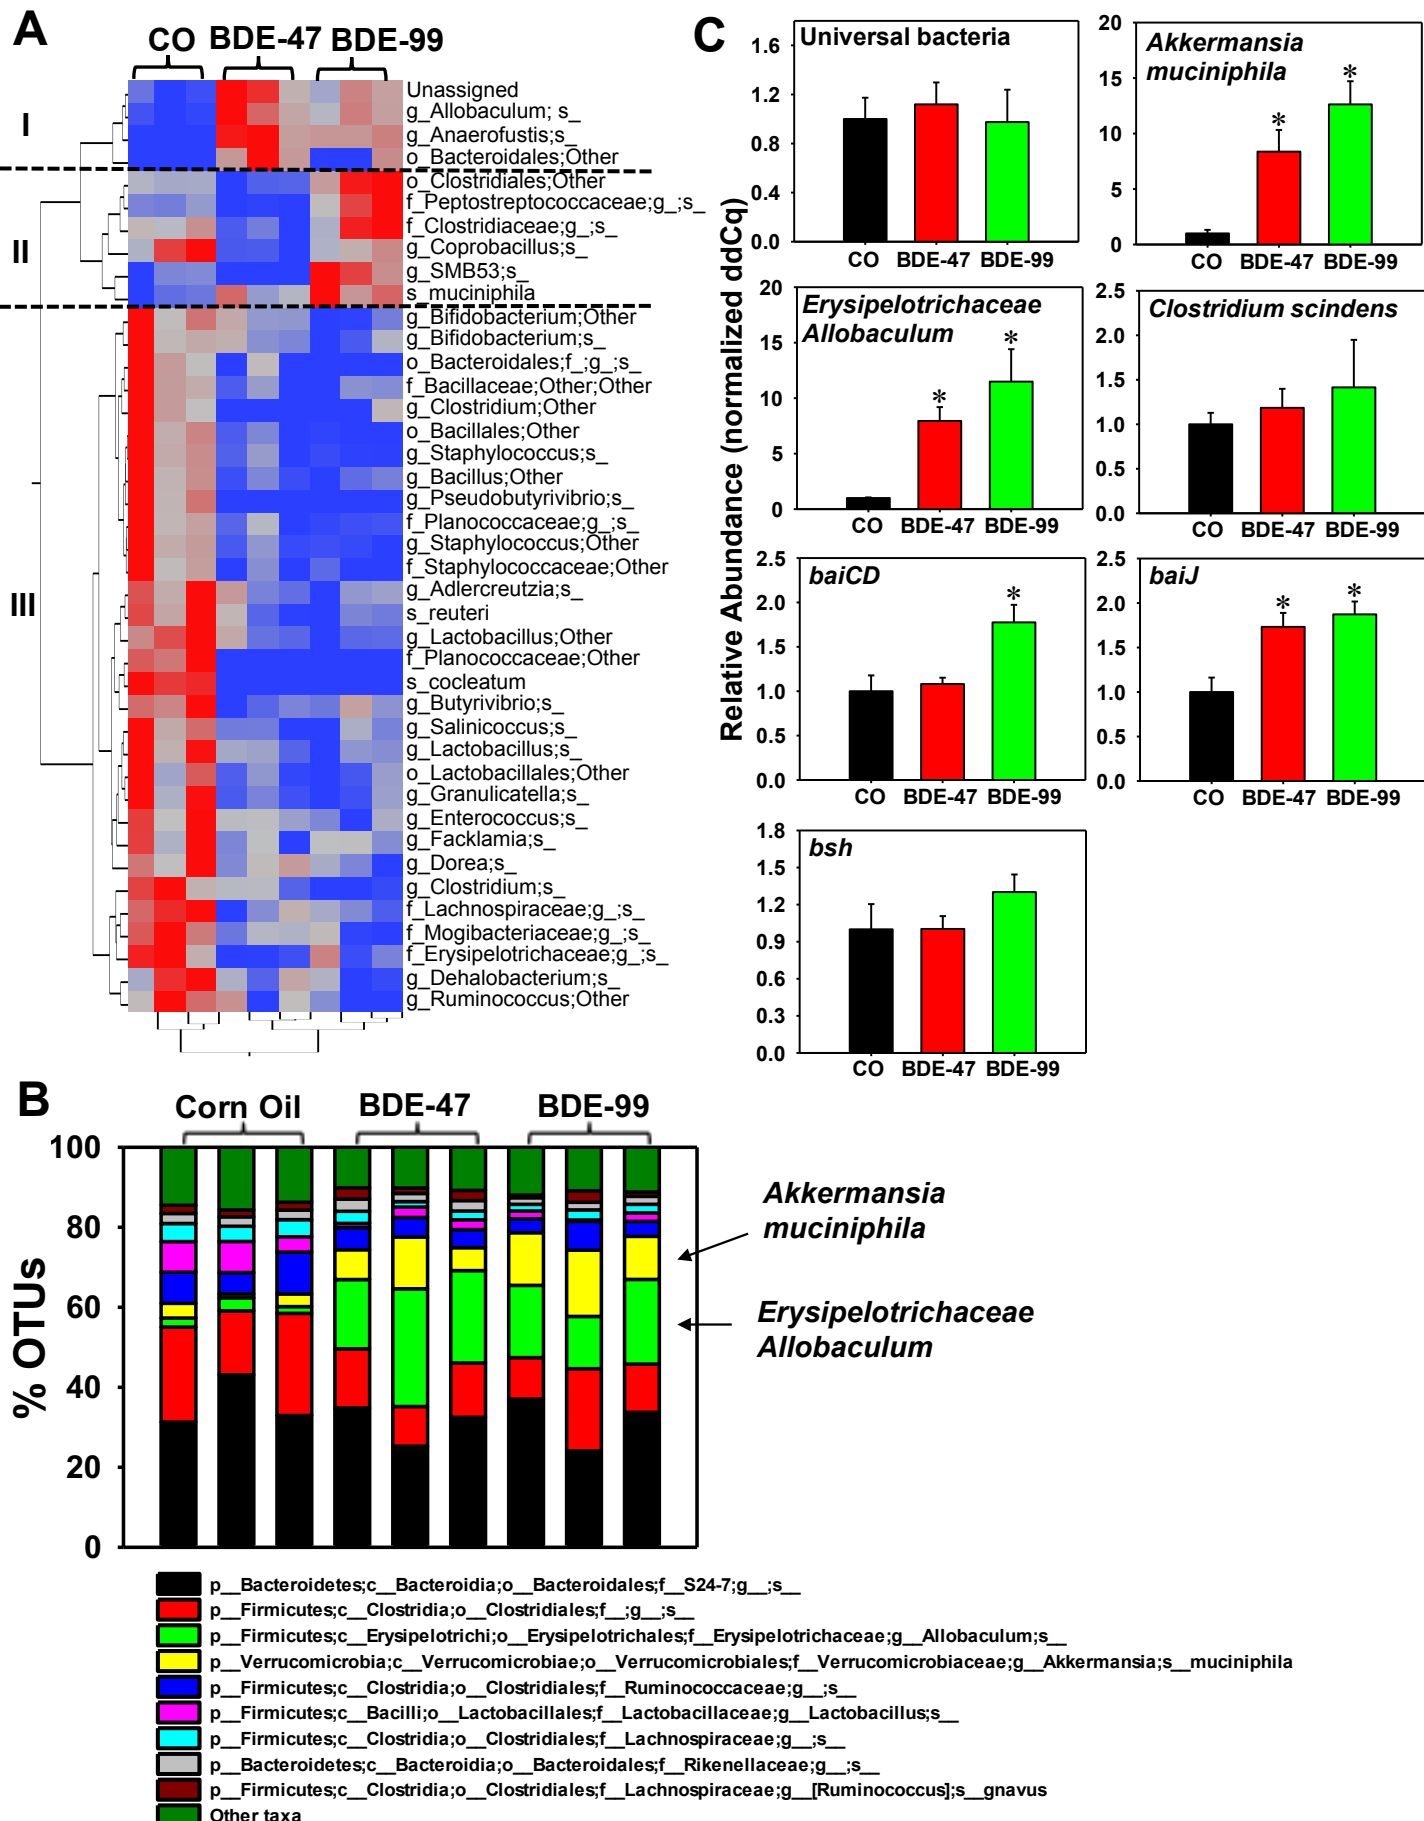 A
CO BDE-47 BDE-99
I
II
III
Unassigned
g_Allobaculum; s_
g_Anaerofustis;s_
o_Bacteroidales;Other
o_Clostridiales;Other
f_Peptostreptococcaceae;g_;s_
f_Clostridiaceae;g_;s_
g_Coprobacillus;s_
g_SMB53;s_
s_muciniphila
g_Bifidobacterium;Other
g_Bifidobacterium;s_
o_Bacteroidales;f_;g_;s_
f_Bacillaceae;Other;Other
g_Clostridium;Other
o_Bacillales;Other
g_Staphylococcus;s_
g_Bacillus;Other
g_Pseudobutyrivibrio;s_
f_Planococcaceae;g_;s_
g_Staphylococcus;Other
f_Staphylococcaceae;Other
g_Adlercreutzia;s_
s_reuteri
g_Lactobacillus;Other
f_Planococcaceae;Other
s_cocleatum
g_Butyrivibrio;s_
g_Salinicoccus;s_
g_Lactobacillus;s_
o_Lactobacillales;Other
g_Granulicatella;s_
g_Enterococcus;s_
g_Facklamia;s_
g_Dorea;s_
g_Clostridium;s_
f_Lachnospiraceae;g_;s_
f_Mogibacteriaceae;g_;s_
f_Erysipelotrichaceae;g_;s_
g_Dehalobacterium;s_
g_Ruminococcus;Other
C
Relative Abundance (normalized ddCq)
Universal bacteria
1.6
1.2
0.8
0.4
0.0
CO BDE-47 BDE-99
Akkermansia
muciniphila
20
15
10
5
0
* *
CO BDE-47 BDE-99
Erysipelotrichaceae
Allobaculum
20
15
10
5
0
* *
CO BDE-47 BDE-99
Clostridium scindens
2.5
2.0
1.5
1.0
0.5
0.0
CO BDE-47 BDE-99
baiCD
2.5
2.0
1.5
1.0
0.5
0.0
*
CO BDE-47 BDE-99
baiJ
2.5
2.0
1.5
1.0
0.5
0.0
* *
CO BDE-47 BDE-99
bsh
1.8
1.5
1.2
0.9
0.6
0.3
0.0
CO BDE-47 BDE-99
B
Corn Oil BDE-47 BDE-99
% OTUs
100
80
60
40
20
0
Akkermansia
muciniphila
Erysipelotrichaceae
Allobaculum
p__Bacteroidetes;c__Bacteroidia;o__Bacteroidales;f__S24-7;g__;s__
p__Firmicutes;c__Clostridia;o__Clostridiales;f__;g__;s__
p__Firmicutes;c__Erysipelotrichi;o__Erysipelotrichales;f__Erysipelotrichaceae;g__Allobaculum;s__
p__Verrucomicrobia;c__Verrucomicrobiae;o__Verrucomicrobiales;f__Verrucomicrobiaceae;g__Akkermansia;s__muciniphila
p__Firmicutes;c__Clostridia;o__Clostridiales;f__Ruminococcaceae;g__;s__
p__Firmicutes;c__Bacilli;o__Lactobacillales;f__Lactobacillaceae;g__Lactobacillus;s__
p__Firmicutes;c__Clostridia;o__Clostridiales;f__Lachnospiraceae;g__;s__
p__Bacteroidetes;c__Bacteroidia;o__Bacteroidales;f__Rikenellaceae;g__;s__
p__Firmicutes;c__Clostridia;o__Clostridiales;f__Lachnospiraceae;g__[Ruminococcus];s__gnavus
Other taxa